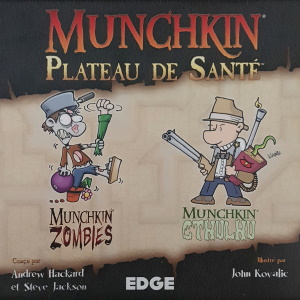 MUNCHKIN®
PLATEAU DE SANTÉ
MUNCHKIN
ZOMBIES
MUNCHKIN
CTHULHU
Conçu par
Andrew Hackard
et Steve Jackson
Illustré par
John Kovalic
EDGE